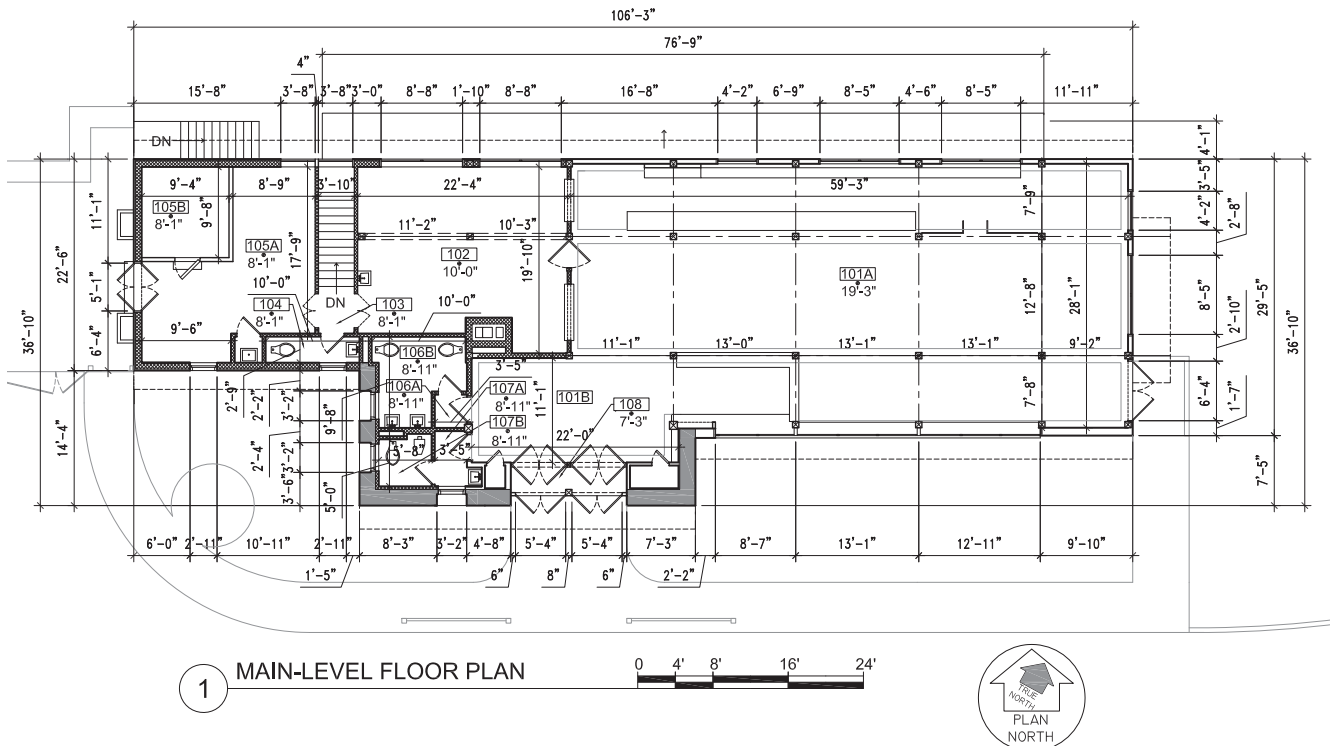 106'-3"
76'-9"
4"
15'-8" 3'-8" 3'-8" 3'-0" 8'-8" 1'-10" 8'-8" 16'-8" 4'-2" 6'-9" 8'-5" 4'-6" 8'-5" 11'-11"
DN
4'-1"
9'-4" 8'-9" 3'-10" 22'-4" 59'-3"
3'-5"
11'-1"
105B
8'-1"
9'-8"
7'-9"
4'-2"
2'-8"
11'-2" 10'-3"
105A
8'-1"
17'-9"
102
10'-0"
19'-10"
101A
19'-3"
22'-6"
36'-10"
5'-1"
10'-0"
DN
12'-8"
28'-1"
8'-5"
2'-10"
29'-5"
36'-10"
104
8'-1"
103
8'-1"
10'-0"
9'-6"
6'-4"
11'-1" 13'-0" 13'-1" 13'-1" 9'-2"
106B
8'-11"
3'-5"
106A
8'-11"
107A
8'-11"
11'-1"
101B
108
7'-3"
7'-8"
6'-4"
1'-7"
2'-9"
2'-2"
3'-2"
9'-8"
107B
8'-11"
14'-4"
2'-4"
3'-2"
3'-8" 3'-5"
22'-0"
3'-6"
5'-0"
7'-5"
6'-0" 2'-11" 10'-11" 2'-11" 8'-3" 3'-2" 4'-8" 5'-4" 5'-4" 7'-3" 8'-7" 13'-1" 12'-11" 9'-10"
1'-5" 6" 8" 6" 2'-2"
1 MAIN-LEVEL FLOOR PLAN
0 4' 8' 16' 24'
TRUE
NORTH
PLAN
NORTH